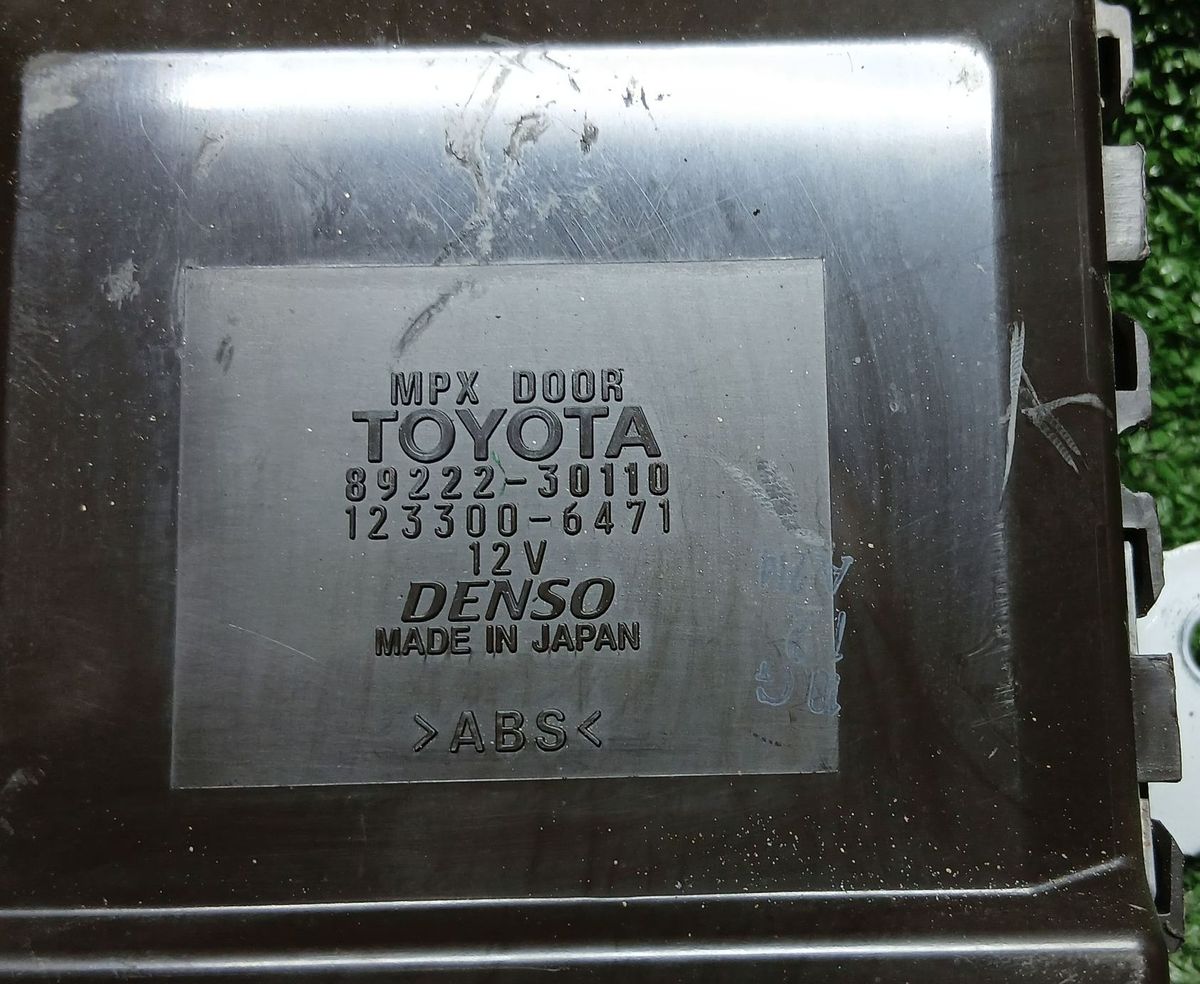 MPX DOOR
TOYOTA
89222-30110
123300-6471
12V
DENSO
MADE IN JAPAN
>ABS<